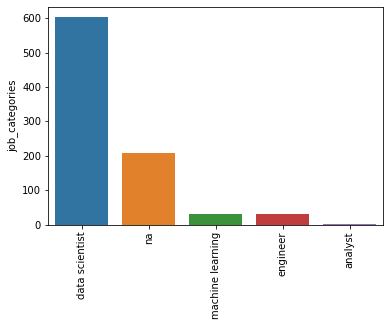 600
500
400
300
200
100
0
job_categories
data scientist
na
machine learning
engineer
analyst